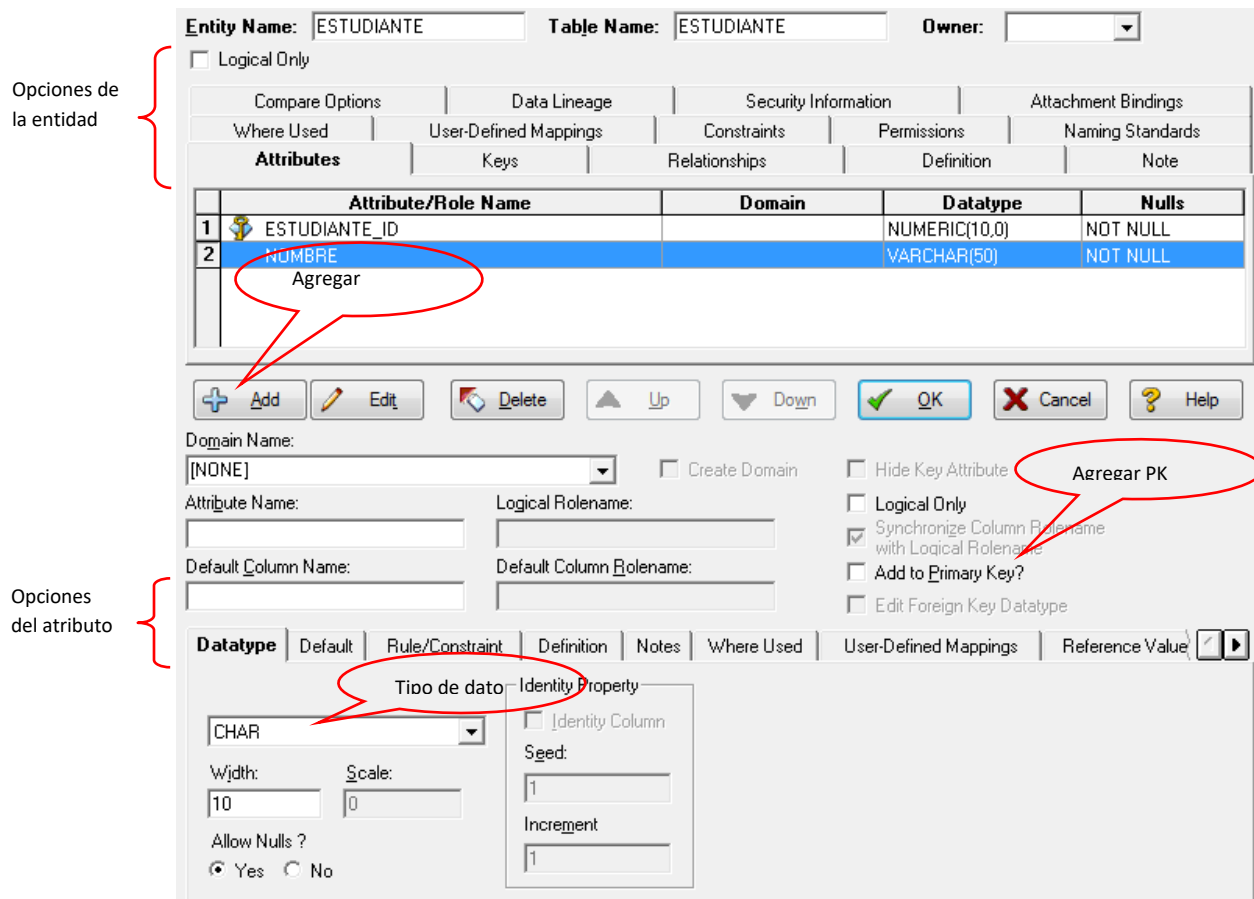 Entity Name: ESTUDIANTE Table Name: ESTUDIANTE Owner:
Logical Only
Opciones de
la entidad
Compare Options Data Lineage Security Information Attachment Bindings
Where Used User-Defined Mappings Constraints Permissions Naming Standards
Attributes Keys Relationships Definition Note
Attribute/Role Name Domain Datatype Nulls
1 ESTUDIANTE_ID NUMERIC(10,0) NOT NULL
2 NOMBRE VARCHAR(50) NOT NULL
Agregar
Add Edit Delete Up Down OK Cancel Help
Domain Name:
[NONE] Create Domain Hide Key Attribute Agregar PK
Attribute Name: Logical Rolename: Logical Only
Synchronize Column Rolename
with Logical Rolename
Default Column Name: Default Column Rolename: Add to Primary Key?
Edit Foreign Key Datatype
Opciones
del atributo
Datatype Default Rule/Constraint Definition Notes Where Used User-Defined Mappings Reference Value
Tipo de dato Identity Property
CHAR Identity Column
Width: Scale: Seed:
10 0 1
Allow Nulls ? Increment
Yes No 1